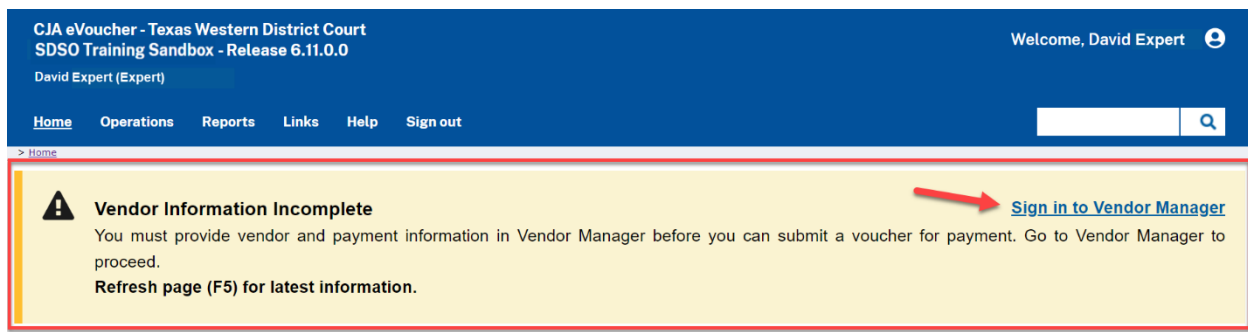 CJA eVoucher - Texas Western District Court
SDSO Training Sandbox - Release 6.11.0.0
Welcome, David Expert
David Expert (Expert)
Home Operations Reports Links Help Sign out
> Home
Vendor Information Incomplete
Sign in to Vendor Manager
You must provide vendor and payment information in Vendor Manager before you can submit a voucher for payment. Go to Vendor Manager to
proceed.
Refresh page (F5) for latest information.